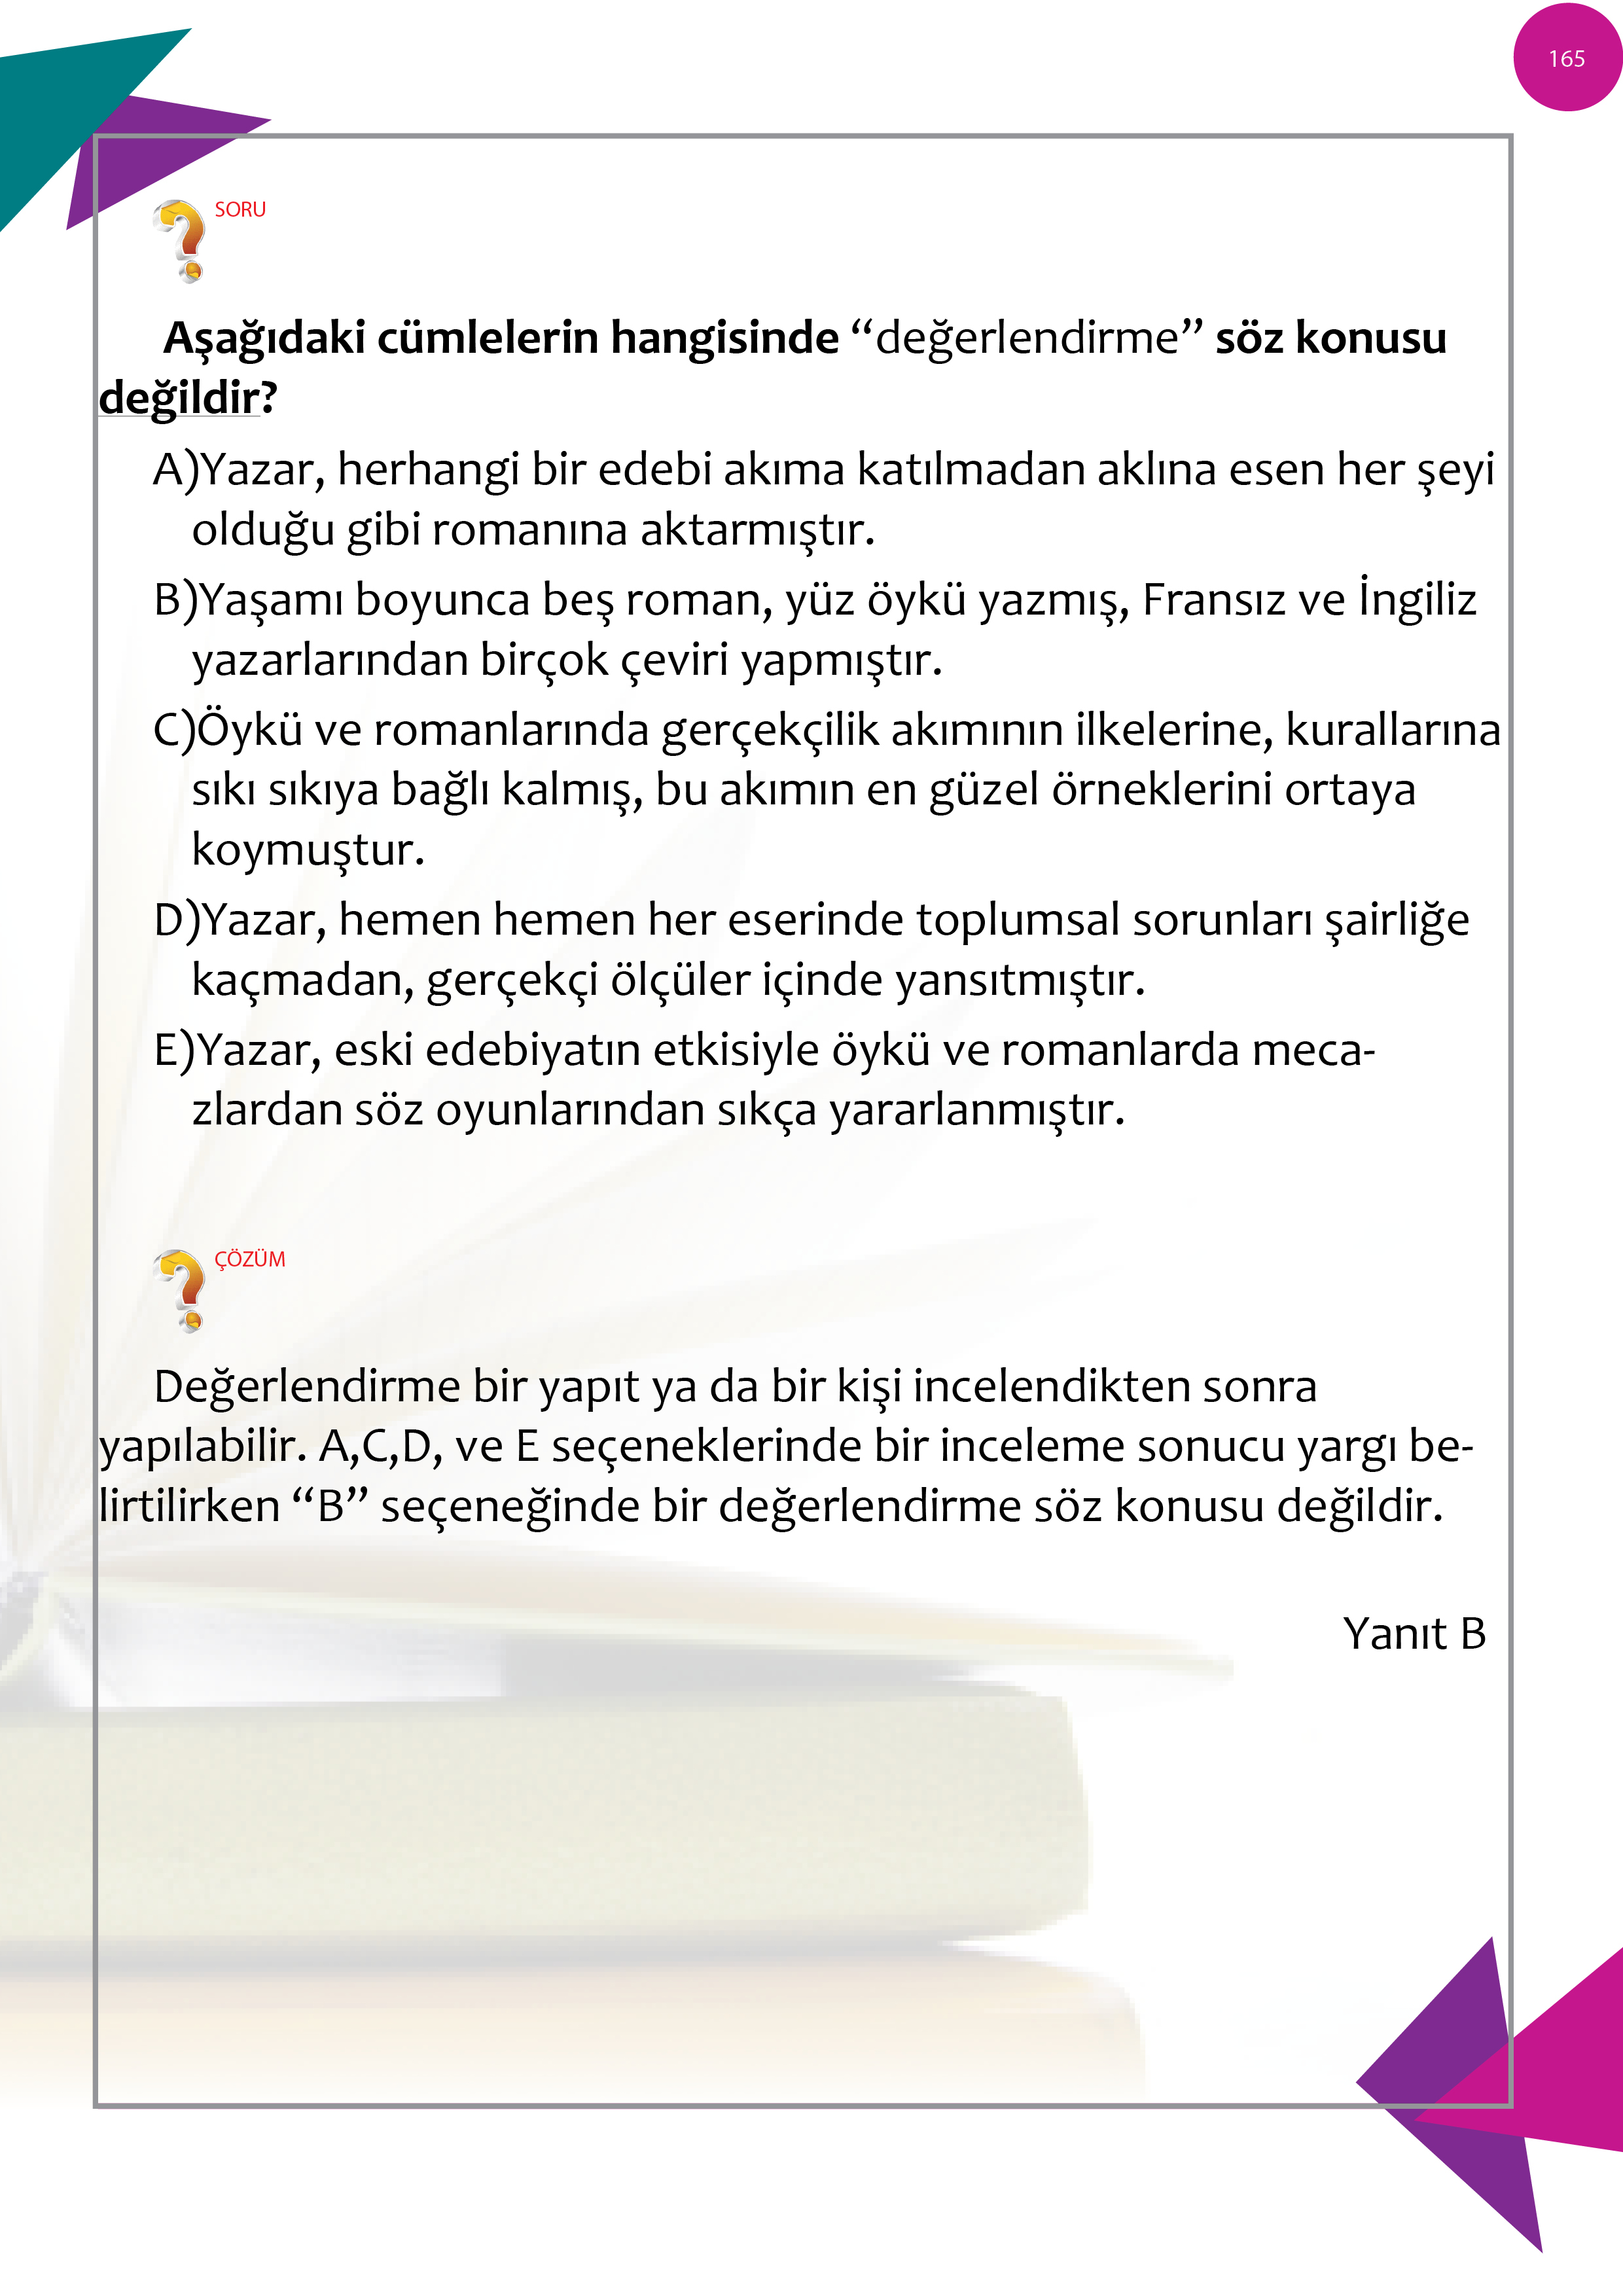 165
SORU
Aşağıdaki cümlelerin hangisinde “değerlendirme” söz konusu
değildir?
A)Yazar, herhangi bir edebi akıma katılmadan aklına esen her şeyi
olduğu gibi romanına aktarmıştır.
B)Yaşamı boyunca beş roman, yüz öykü yazmış, Fransız ve İngiliz
yazarlarından birçok çeviri yapmıştır.
C)Öykü ve romanlarında gerçekçilik akımının ilkelerine, kurallarına
sıkı sıkıya bağlı kalmış, bu akımın en güzel örneklerini ortaya
koymuştur.
D)Yazar, hemen hemen her eserinde toplumsal sorunları şairliğe
kaçmadan, gerçekçi ölçüler içinde yansıtmıştır.
E)Yazar, eski edebiyatın etkisiyle öykü ve romanlarda meca-
zlardan söz oyunlarından sıkça yararlanmıştır.
ÇÖZÜM
Değerlendirme bir yapıt ya da bir kişi incelendikten sonra
yapılabilir. A,C,D, ve E seçeneklerinde bir inceleme sonucu yargı be-
lirtilirken “B” seçeneğinde bir değerlendirme söz konusu değildir.
Yanıt B